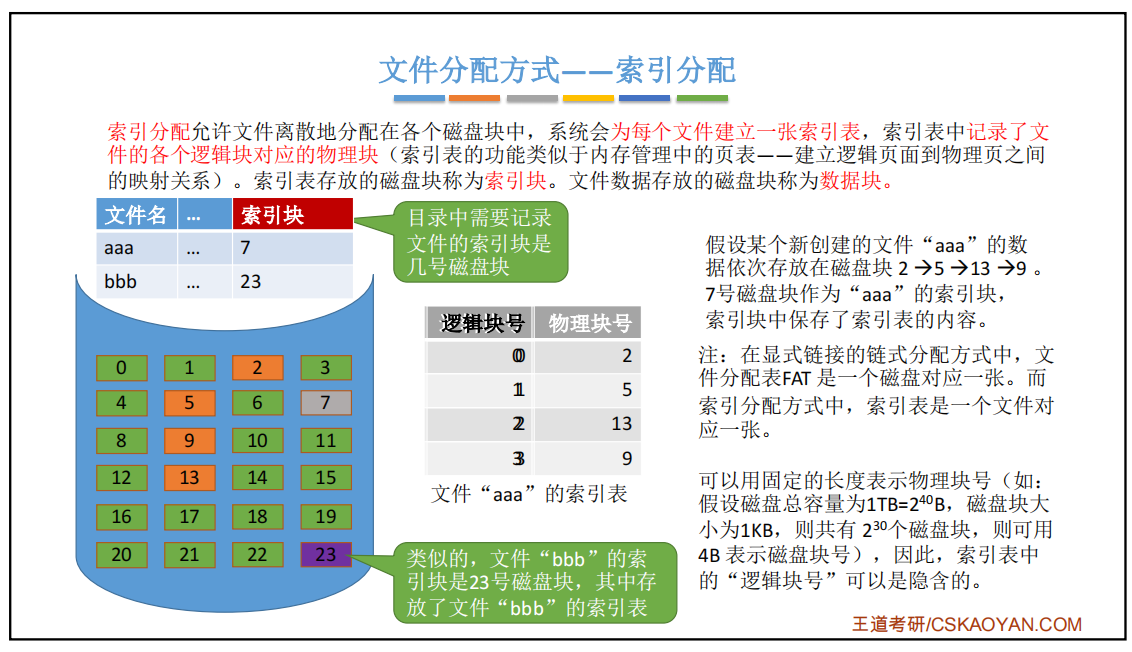 文件分配方式——索引分配
索引分配允许文件离散地分配在各个磁盘块中，系统会为每个文件建立一张索引表，索引表中记录了文
件的各个逻辑块对应的物理块（索引表的功能类似于内存管理中的页表——建立逻辑页面到物理页之间
的映射关系）。索引表存放的磁盘块称为索引块。文件数据存放的磁盘块称为数据块。
文件名 … 索引块
aaa … 7
bbb … 23
目录中需要记录
文件的索引块是
几号磁盘块
0 1 2 3
4 5 6 7
8 9 10 11
12 13 14 15
16 17 18 19
20 21 22 23
逻辑块号 物理块号
0 2
1 5
2 13
3 9
文件“aaa”的索引表
类似的，文件“bbb”的索
引块是23号磁盘块，其中存
放了文件“bbb”的索引表
假设某个新创建的文件“aaa”的数
据依次存放在磁盘块 2 →5 →13 →9 。
7号磁盘块作为“aaa”的索引块，
索引块中保存了索引表的内容。
注：在显式链接的链式分配方式中，文
件分配表FAT 是一个磁盘对应一张。而
索引分配方式中，索引表是一个文件对
应一张。
可以用固定的长度表示物理块号（如：
假设磁盘总容量为1TB=2⁴⁰B，磁盘块大
小为1KB，则共有 2³⁰个磁盘块，则可用
4B 表示磁盘块号），因此，索引表中
的“逻辑块号”可以是隐含的。
王道考研/CSKAOYAN.COM